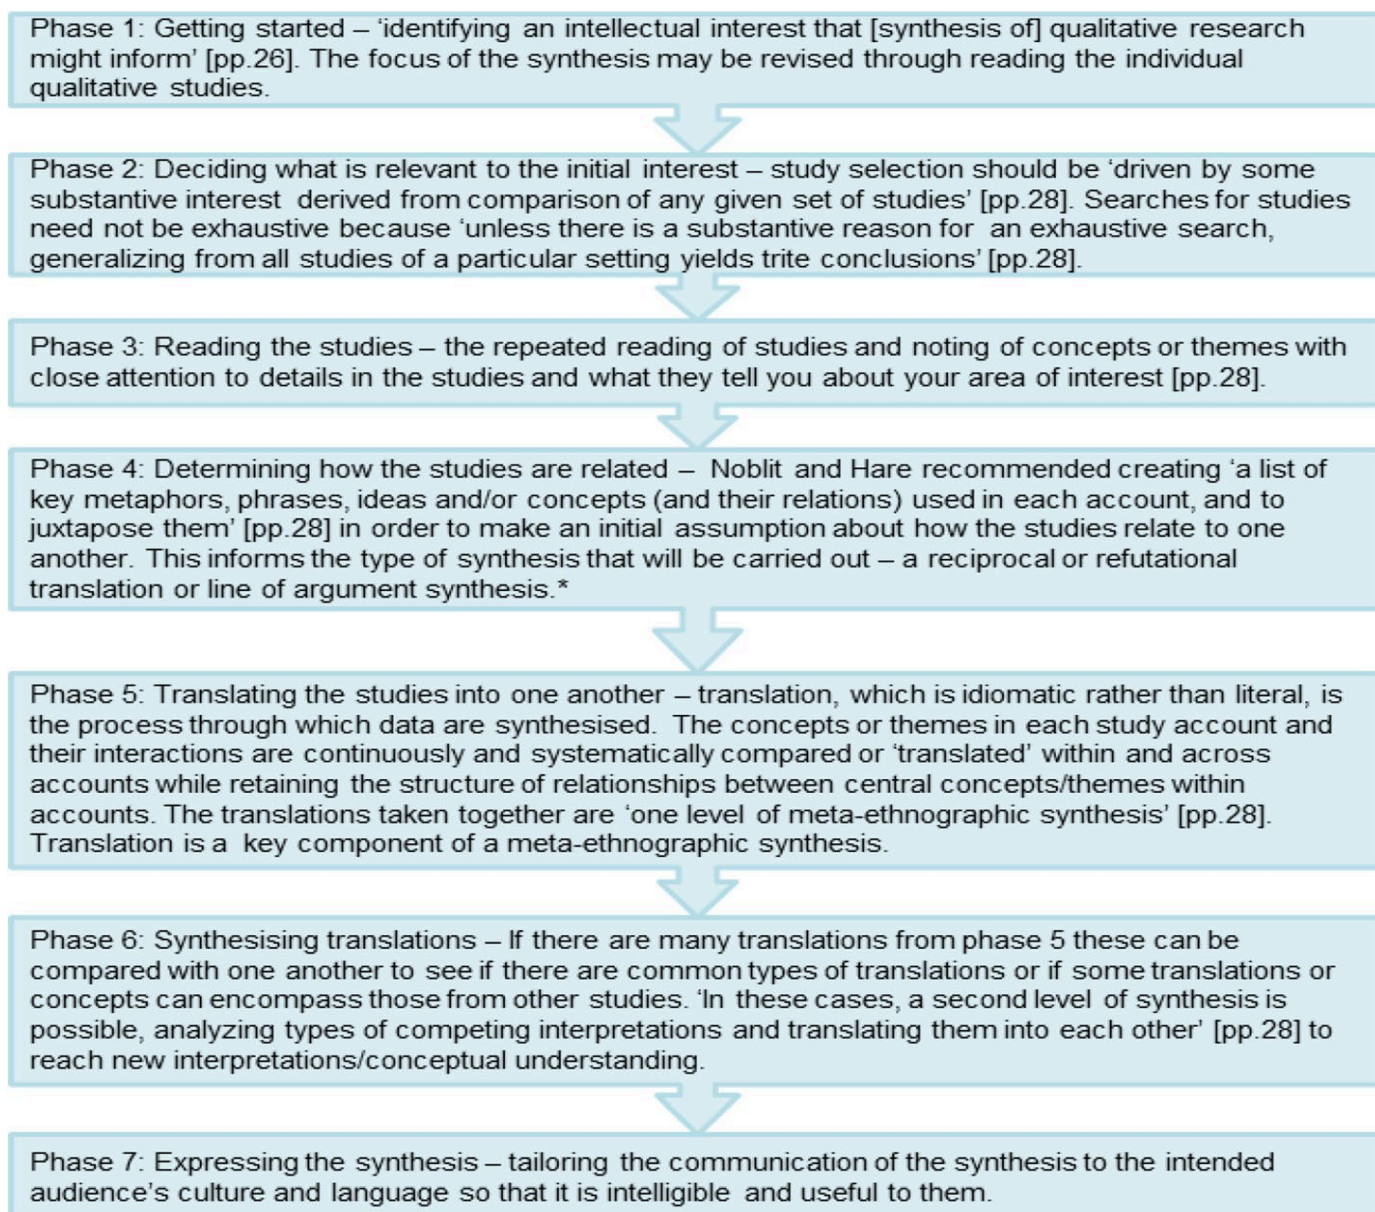 Phase 1: Getting started – ‘identifying an intellectual interest that [synthesis of] qualitative research
might inform’ [pp.26]. The focus of the synthesis may be revised through reading the individual
qualitative studies.
Phase 2: Deciding what is relevant to the initial interest – study selection should be ‘driven by some
substantive interest derived from comparison of any given set of studies’ [pp.28]. Searches for studies
need not be exhaustive because ‘unless there is a substantive reason for an exhaustive search,
generalizing from all studies of a particular setting yields trite conclusions’ [pp.28].
Phase 3: Reading the studies – the repeated reading of studies and noting of concepts or themes with
close attention to details in the studies and what they tell you about your area of interest [pp.28].
Phase 4: Determining how the studies are related – Noblit and Hare recommended creating ‘a list of
key metaphors, phrases, ideas and/or concepts (and their relations) used in each account, and to
juxtapose them’ [pp.28] in order to make an initial assumption about how the studies relate to one
another. This informs the type of synthesis that will be carried out – a reciprocal or refutational
translation or line of argument synthesis.*
Phase 5: Translating the studies into one another – translation, which is idiomatic rather than literal, is
the process through which data are synthesised. The concepts or themes in each study account and
their interactions are continuously and systematically compared or ‘translated’ within and across
accounts while retaining the structure of relationships between central concepts/themes within
accounts. The translations taken together are ‘one level of meta-ethnographic synthesis’ [pp.28].
Translation is a key component of a meta-ethnographic synthesis.
Phase 6: Synthesising translations – If there are many translations from phase 5 these can be
compared with one another to see if there are common types of translations or if some translations or
concepts can encompass those from other studies. ‘In these cases, a second level of synthesis is
possible, analyzing types of competing interpretations and translating them into each other’ [pp.28] to
reach new interpretations/conceptual understanding.
Phase 7: Expressing the synthesis – tailoring the communication of the synthesis to the intended
audience’s culture and language so that it is intelligible and useful to them.